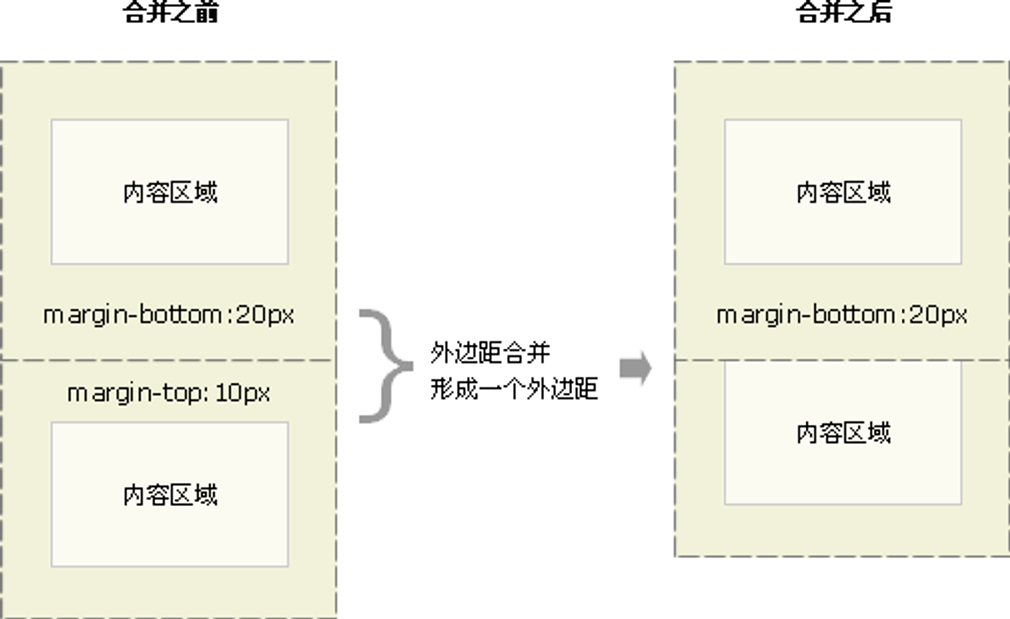 合并之前
合并之后
内容区域
margin-bottom:20px
margin-top:10px
内容区域
外边距合并
形成一个外边距
内容区域
margin-bottom:20px
内容区域